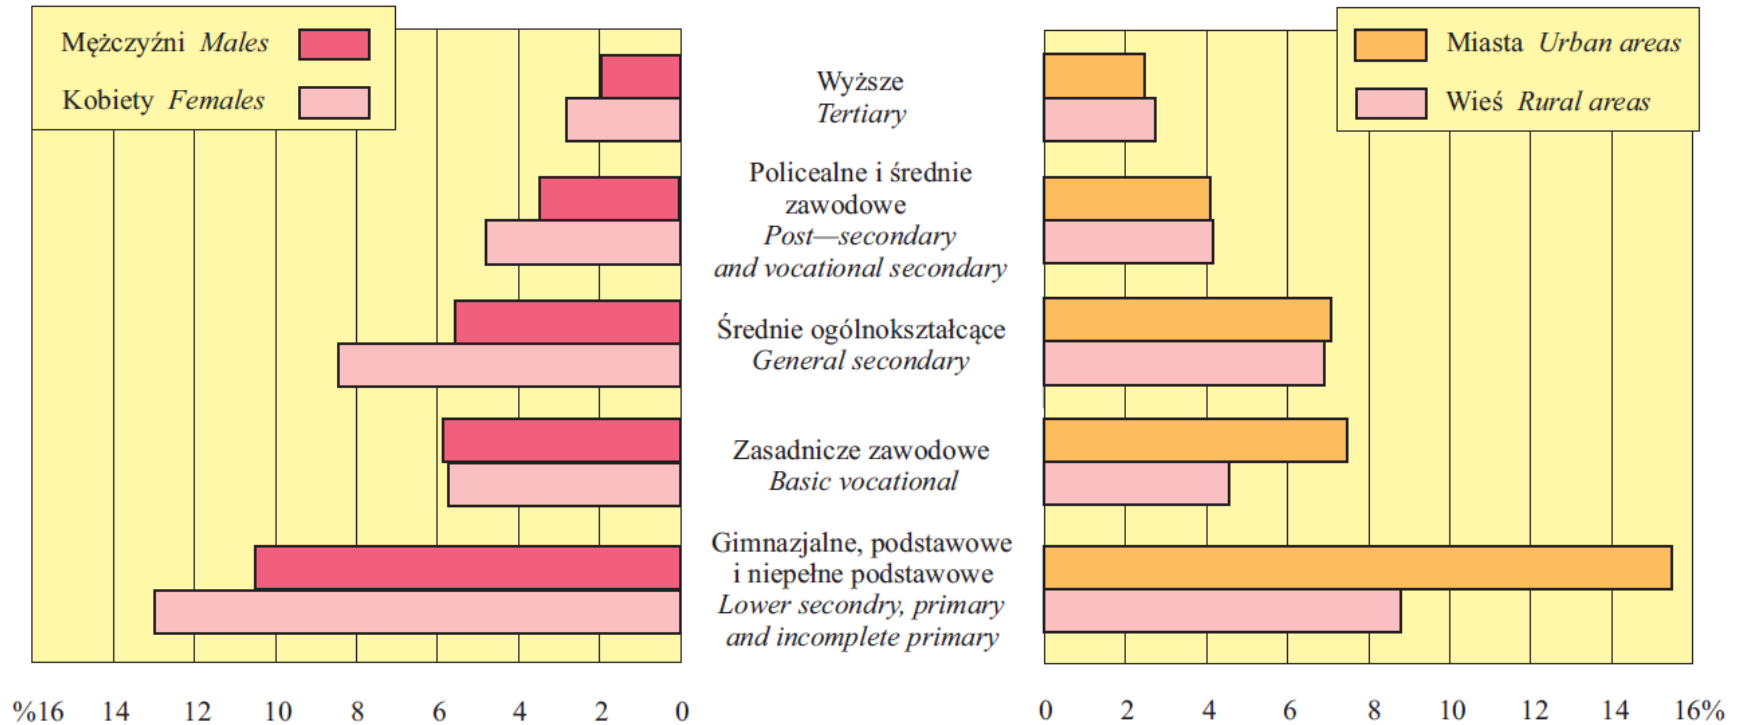 Mężczyźni Males
Kobiety Females
Miasta Urban areas
Wieś Rural areas
Wyższe
Tertiary
Policealne i średnie
zawodowe
Post—secondary
and vocational secondary
Średnie ogólnokształcące
General secondary
Zasadnicze zawodowe
Basic vocational
Gimnazjalne, podstawowe
i niepełne podstawowe
Lower secondry, primary
and incomplete primary
%16 14 12 10 8 6 4 2 0
0 2 4 6 8 10 12 14 16%